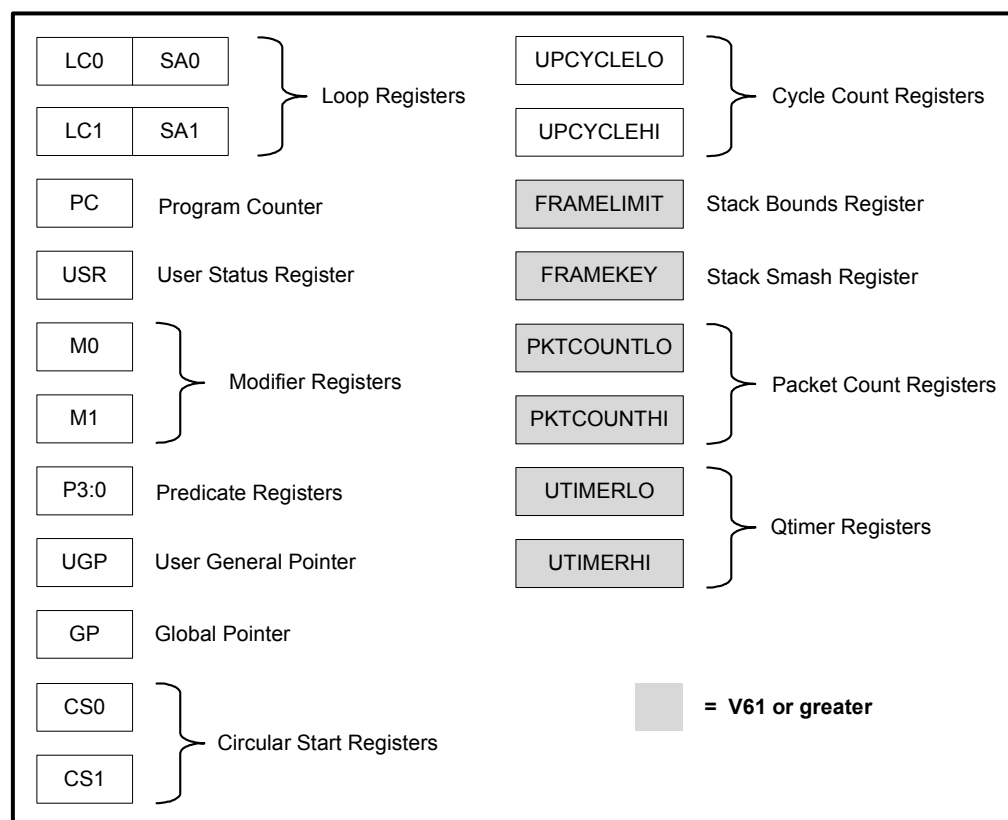 LC0 SA0
LC1 SA1
Loop Registers
PC Program Counter
USR User Status Register
M0
M1
Modifier Registers
P3:0 Predicate Registers
UGP User General Pointer
GP Global Pointer
CS0
CS1
Circular Start Registers
UPCYCLELO
UPCYCLEHI
Cycle Count Registers
FRAMELIMIT Stack Bounds Register
FRAMEKEY Stack Smash Register
PKTCOUNTLO
PKTCOUNTHI
Packet Count Registers
UTIMERLO
UTIMERHI
Qtimer Registers
= V61 or greater